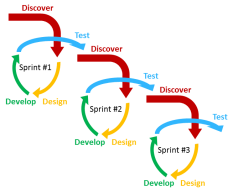 Discover
Test
Sprint #1
Develop Design
Discover
Test
Sprint #2
Develop Design
Discover
Test
Sprint #3
Develop Design